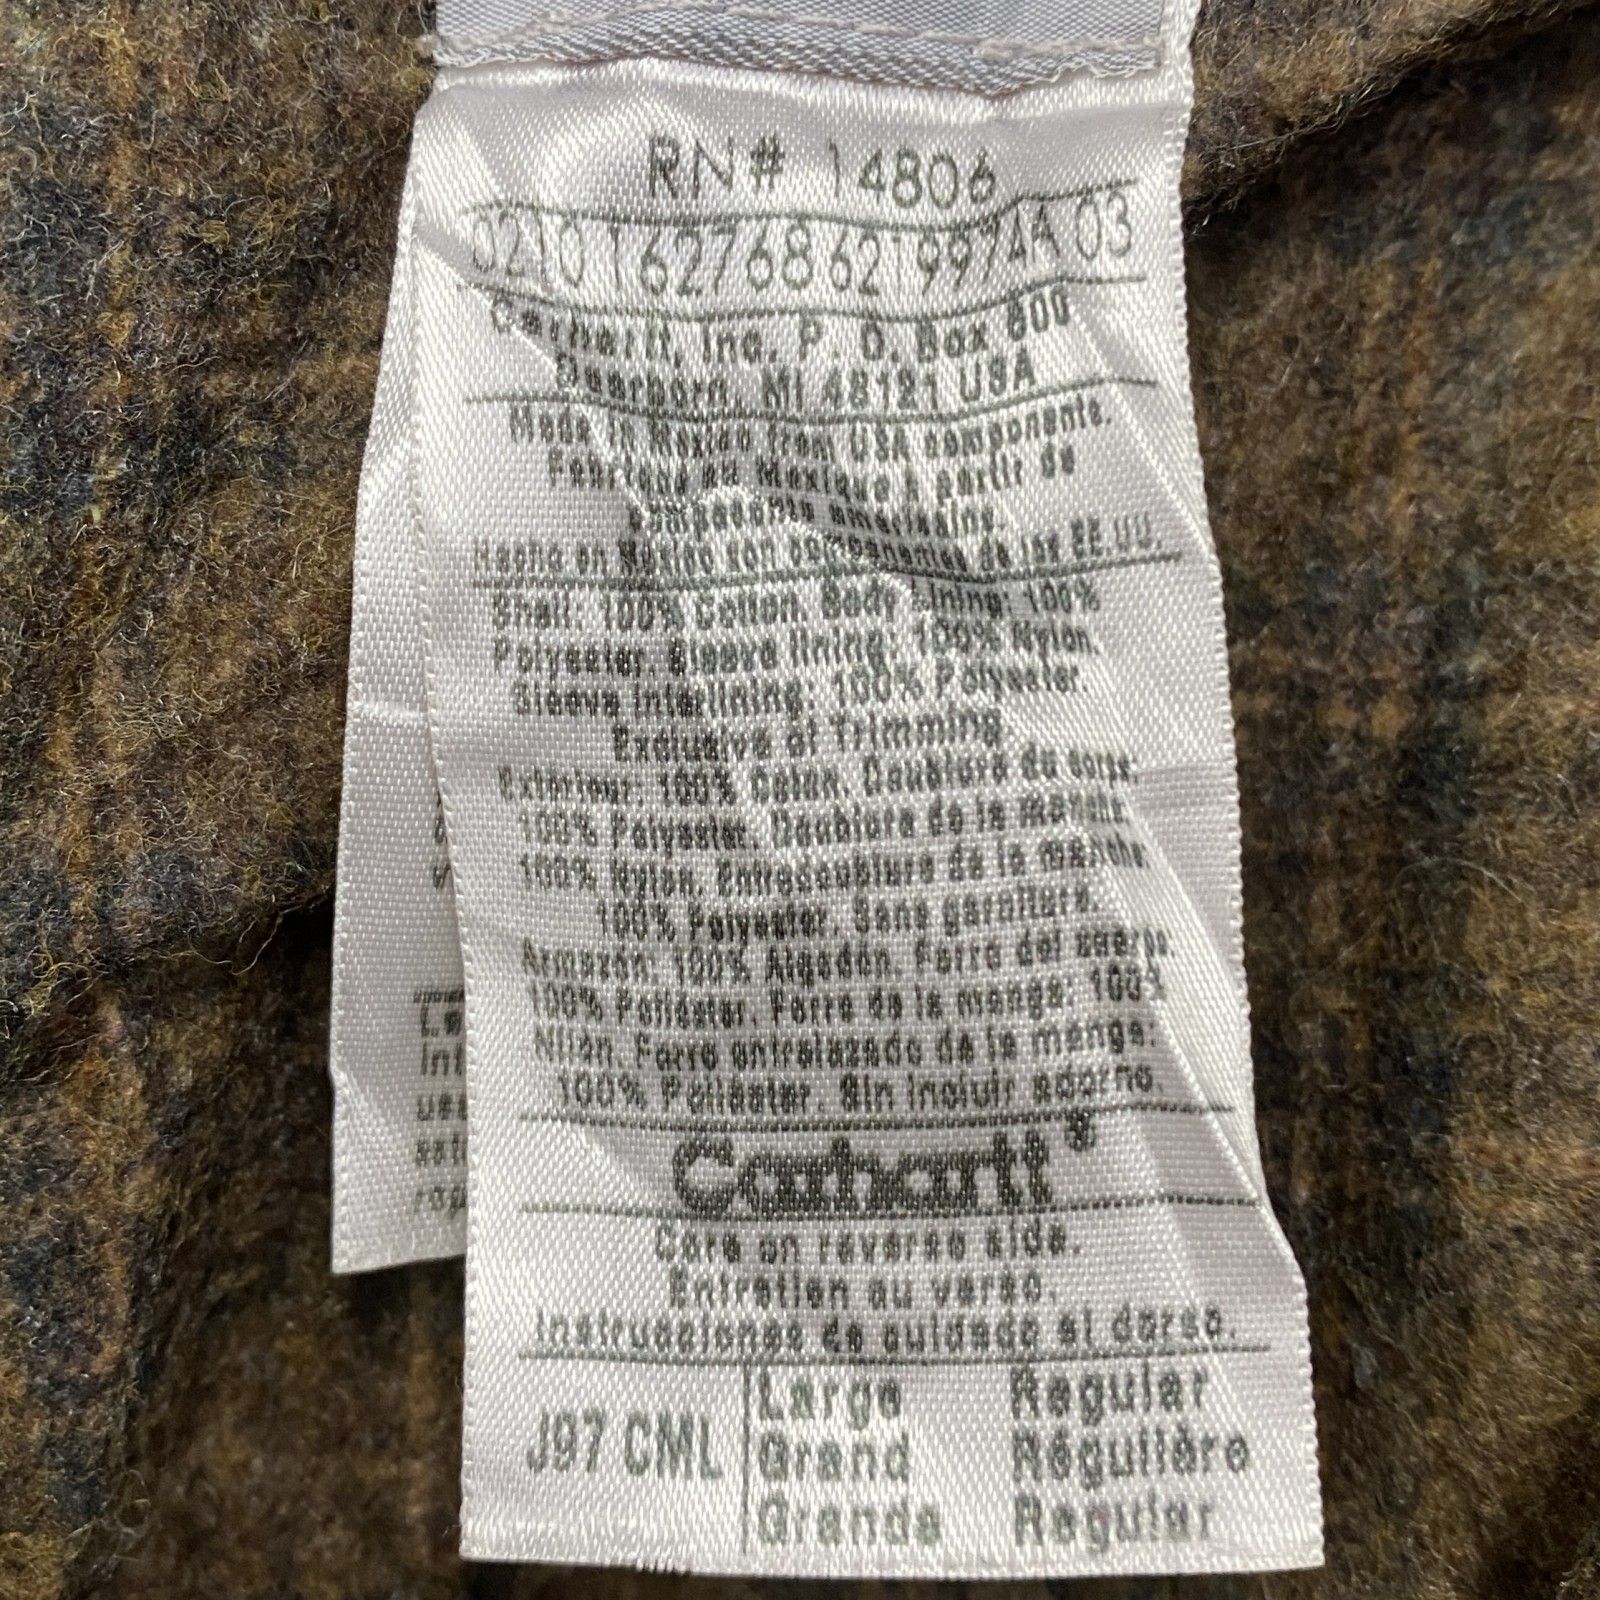 RN# 14806
0210 1627686219974A 03
Carhartt, Inc. P. O. Box 600
Dearborn, MI 48121 USA
Made in Mexico from USA components.
Fabriqué au Mexique à partir de
composants américains.
Hecho en México con componentes de los EE.UU
Shell: 100% Cotton. Body Lining: 100%
Polyester. Sleeve lining: 100% Nylon.
Sleeve interlining: 100% Polyester.
Exclusive of Trimming
Extérieur: 100% Coton. Doublure du corps:
100% Polyester. Doublure de la manche:
100% Nylon. Entredoublure de la manche:
100% Polyester. Sans garniture.
Armazón: 100% Algodón. Forro del cuerpo:
100% Poliéster. Forro de la manga: 100%
Nilon. Forro entrelazado de la manga:
100% Poliéster. Sin incluir adorno.
Carhartt®
Care on reverse side.
Entretien au verso.
Instrucciones de cuidado al dorso.
J97 CML
Large Regular
Grand Régulière
Grande Regular